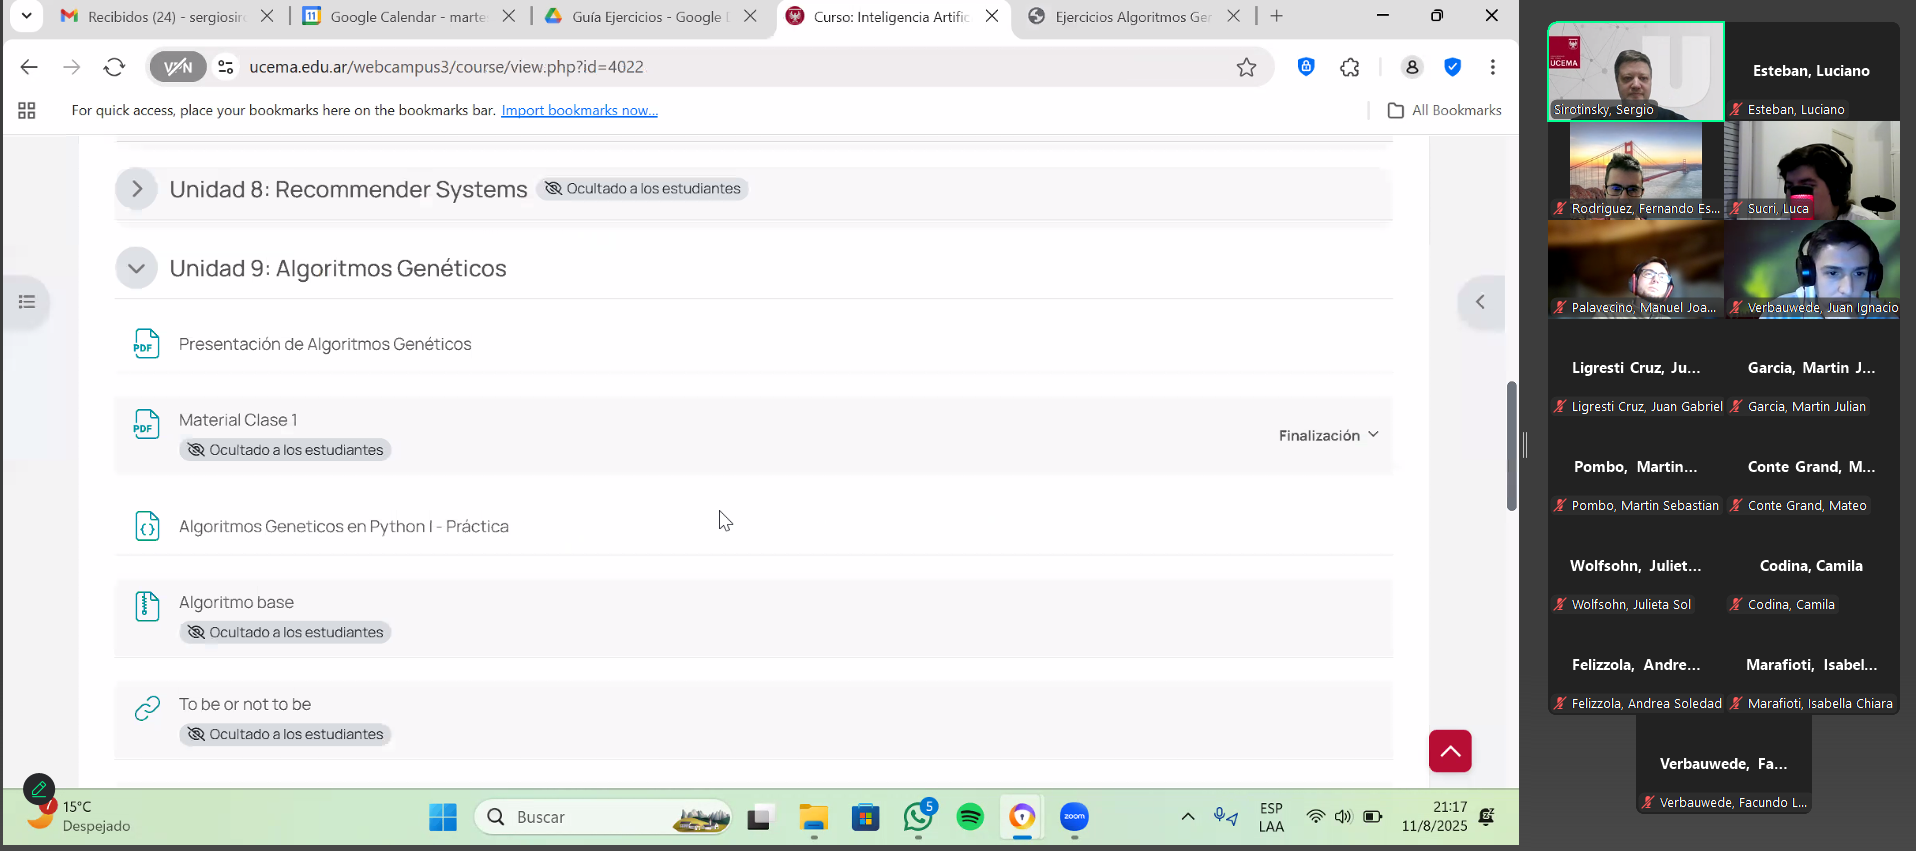 Recibidos (24) - sergiosir
Google Calendar - marte
Guía Ejercicios - Google D
Curso: Inteligencia Artific
Ejercicios Algoritmos Ger
VPN
ucema.edu.ar/webcampus3/course/view.php?id=4022
For quick access, place your bookmarks here on the bookmarks bar. Import bookmarks now...
All Bookmarks
Unidad 8: Recommender Systems
Ocultado a los estudiantes
Unidad 9: Algoritmos Genéticos
PDF
Presentación de Algoritmos Genéticos
PDF
Material Clase 1
Ocultado a los estudiantes
Finalización
Algoritmos Geneticos en Python I - Práctica
Algoritmo base
Ocultado a los estudiantes
To be or not to be
Ocultado a los estudiantes
15°C
Despejado
Buscar
5
zoom
ESP
LAA
21:17
11/8/2025
UCEMA
Sirotinsky, Sergio
Esteban, Luciano
Esteban, Luciano
Rodriguez, Fernando Es...
Sucri, Luca
Palavecino, Manuel Joa...
Verbauwede, Juan Ignacio
Ligresti Cruz, Ju...
Ligresti Cruz, Juan Gabriel
Garcia, Martin J...
Garcia, Martin Julian
Pombo, Martin...
Pombo, Martin Sebastian
Conte Grand, M...
Conte Grand, Mateo
Wolfsohn, Juliet...
Wolfsohn, Julieta Sol
Codina, Camila
Codina, Camila
Felizzola, Andre...
Felizzola, Andrea Soledad
Marafioti, Isabel...
Marafioti, Isabella Chiara
Verbauwede, Fa...
Verbauwede, Facundo L...